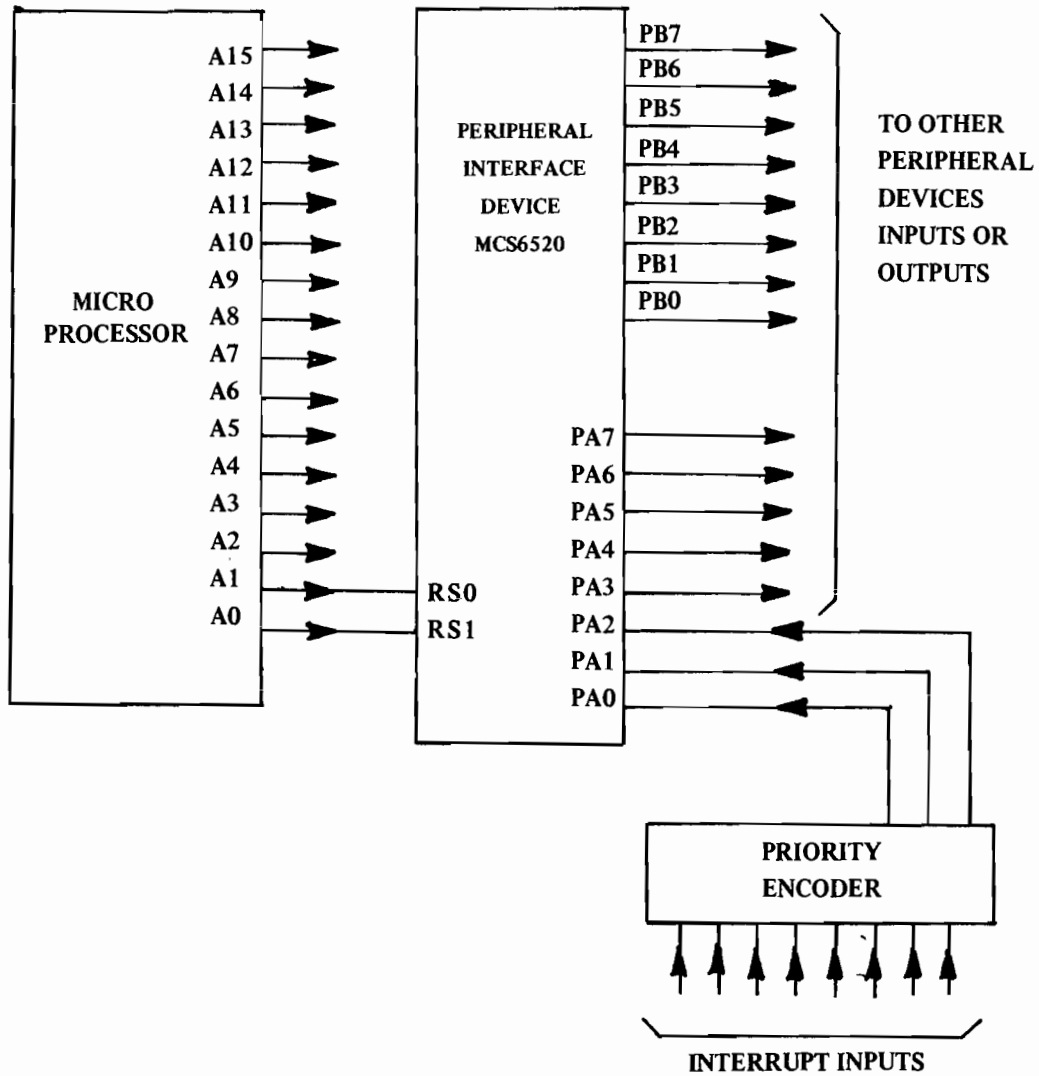 MICRO
PROCESSOR
A15
A14
A13
A12
A11
A10
A9
A8
A7
A6
A5
A4
A3
A2
A1
A0
PERIPHERAL
INTERFACE
DEVICE
MCS6520
RS0
RS1
PB7
PB6
PB5
PB4
PB3
PB2
PB1
PB0
PA7
PA6
PA5
PA4
PA3
PA2
PA1
PA0
TO OTHER
PERIPHERAL
DEVICES
INPUTS OR
OUTPUTS
PRIORITY
ENCODER
INTERRUPT INPUTS